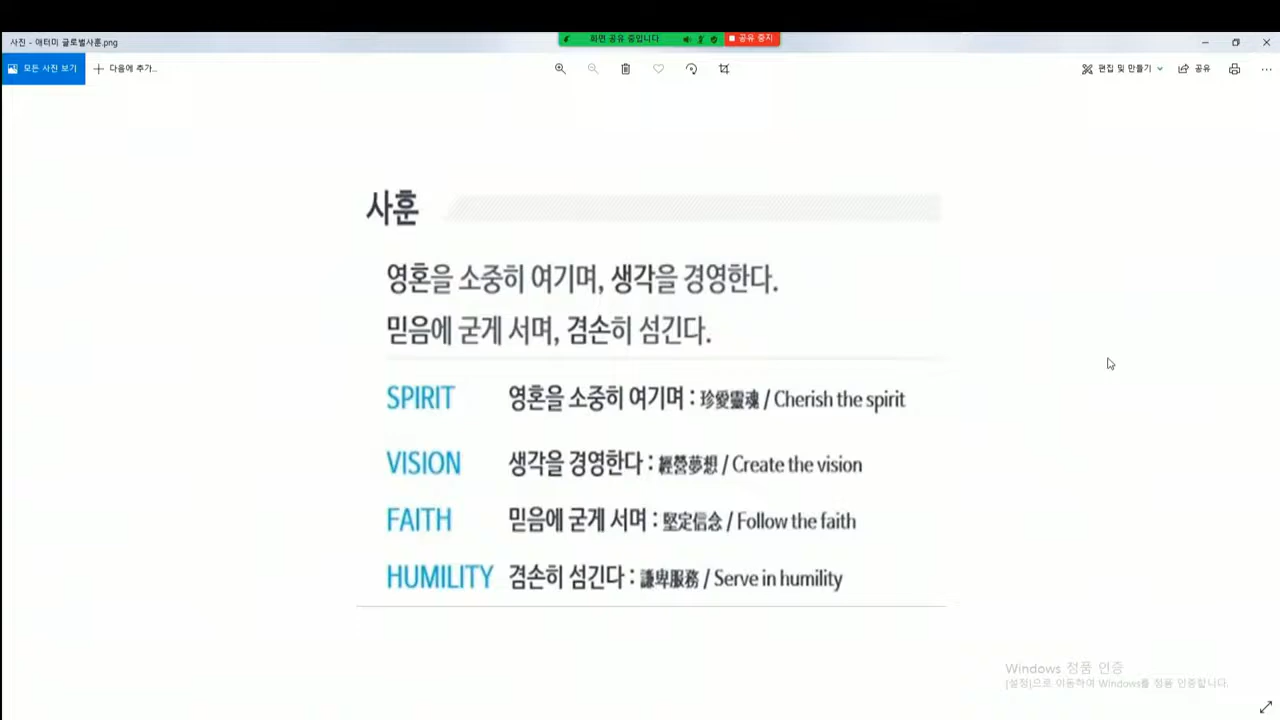 사진 - 애터미 글로벌사훈.png
화면 공유 중입니다
공유 중지
모든 사진 보기
다음에 추가...
편집 및 만들기
공유
사훈
영혼을 소중히 여기며, 생각을 경영한다.
믿음에 굳게 서며, 겸손히 섬긴다.
SPIRIT 영혼을 소중히 여기며 : 珍愛靈魂 / Cherish the spirit
VISION 생각을 경영한다 : 經營夢想 / Create the vision
FAITH 믿음에 굳게 서며 : 堅定信念 / Follow the faith
HUMILITY 겸손히 섬긴다 : 謙卑服務 / Serve in humility
Windows 정품 인증
[설정]으로 이동하여 Windows를 정품 인증합니다.